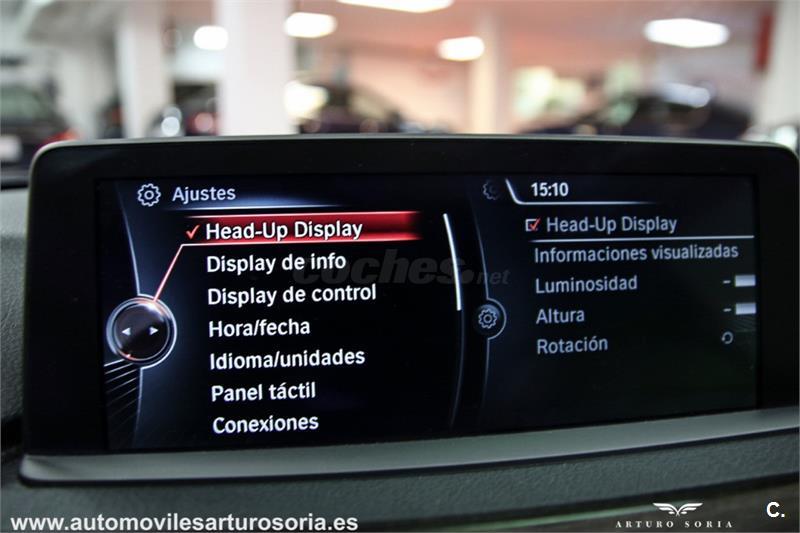 Ajustes
Head-Up Display
Display de info
Display de control
Hora/fecha
Idioma/unidades
Panel táctil
Conexiones
15:10
Head-Up Display
Informaciones visualizadas
Luminosidad
Altura
Rotación
coches.net
www.automovilesarturosoria.es
ARTURO SORIA
c.